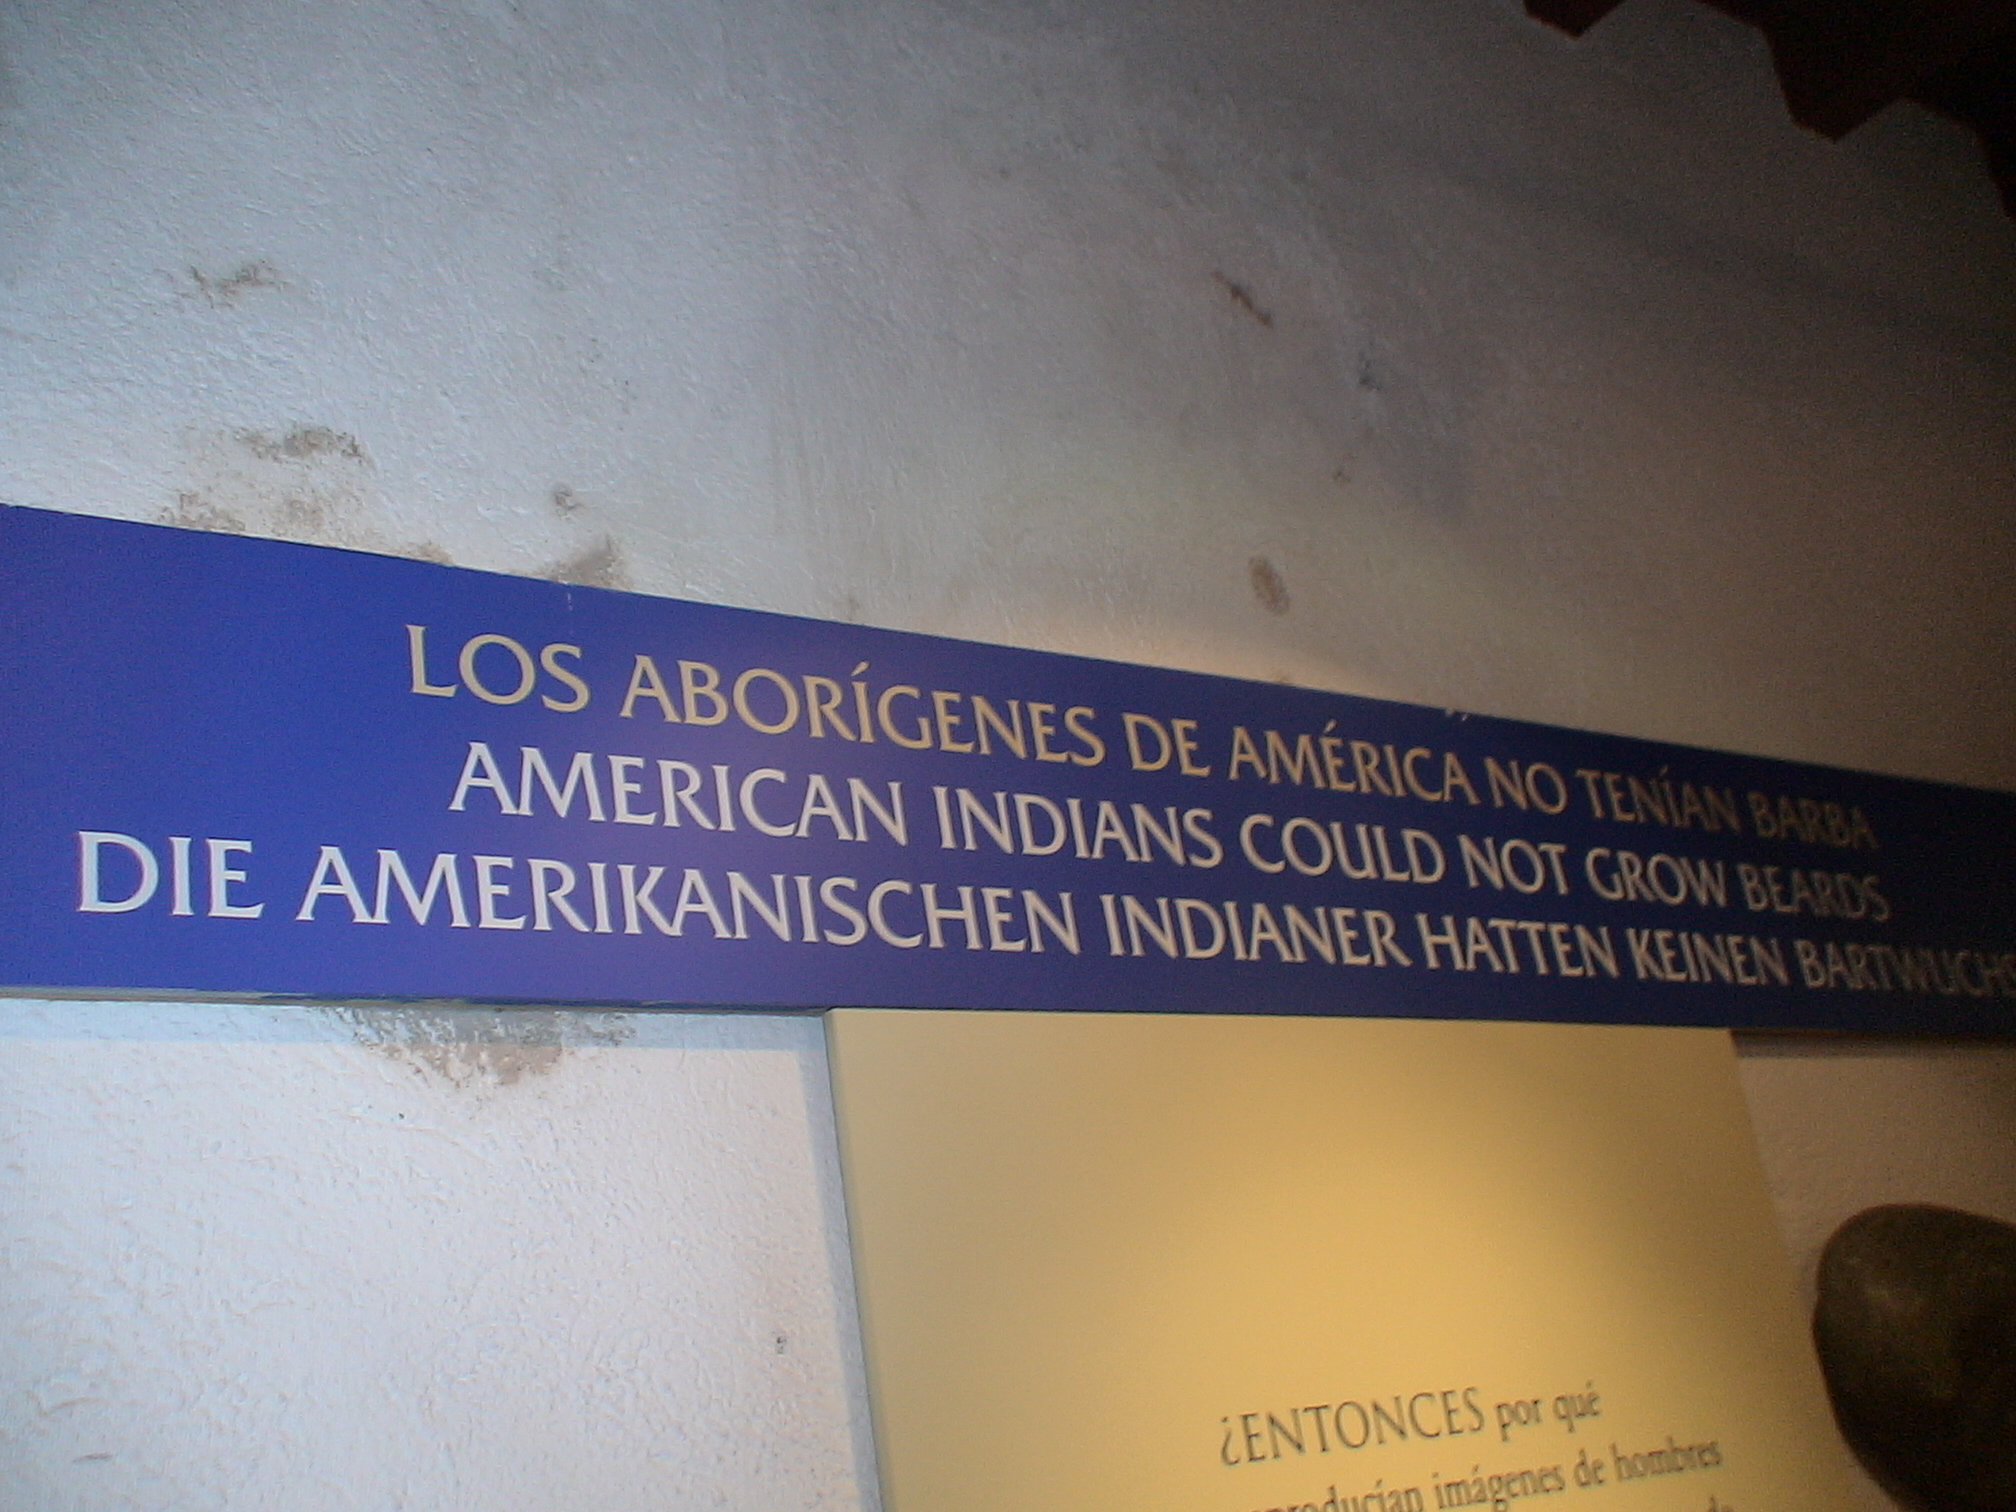 LOS ABORÍGENES DE AMÉRICA NO TENÍAN BARBA
AMERICAN INDIANS COULD NOT GROW BEARDS
DIE AMERIKANISCHEN INDIANER HATTEN KEINEN BARTWUCHS
¿ENTONCES por qué
imágenes de hombres